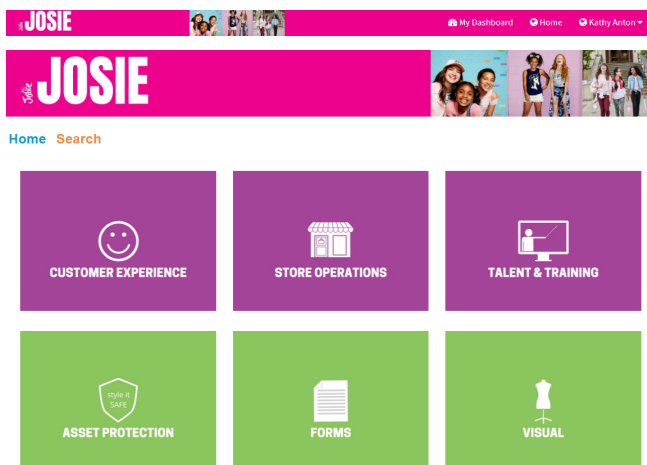 JOSIE
My Dashboard Home Kathy Anton
JOSIE
Home Search
CUSTOMER EXPERIENCE STORE OPERATIONS TALENT & TRAINING
style it
SAFE
ASSET PROTECTION FORMS VISUAL